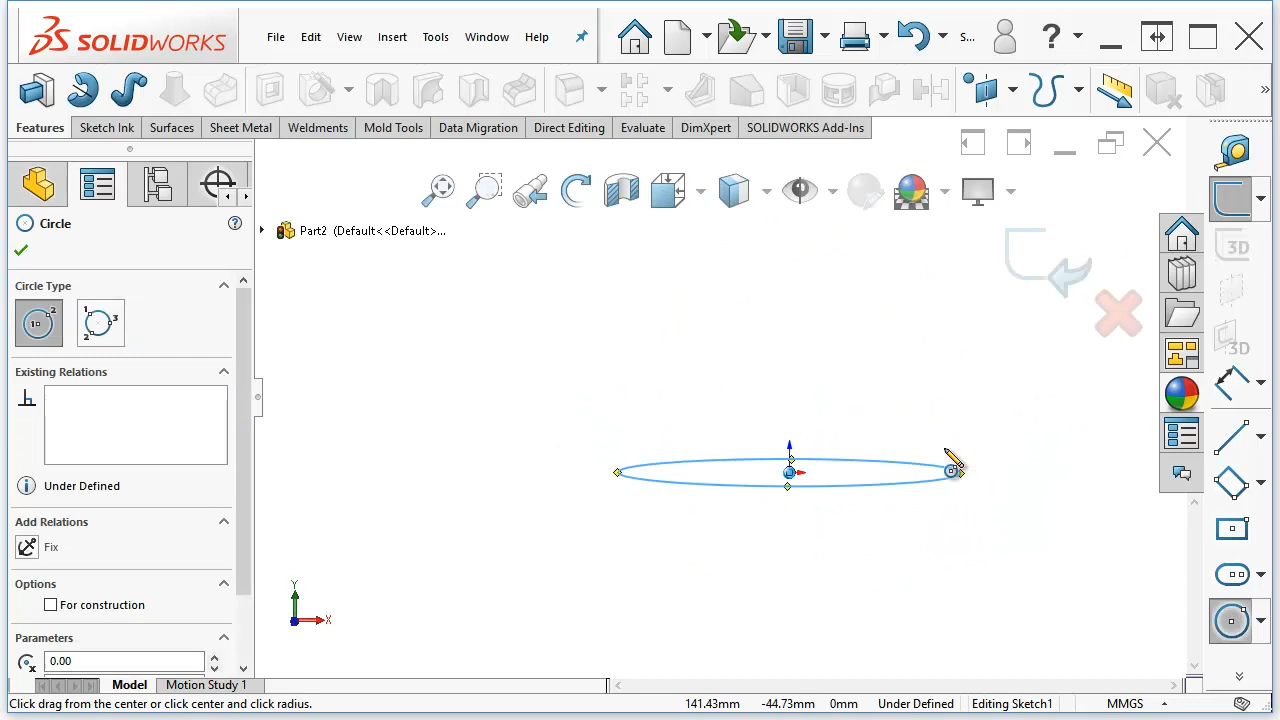 SOLIDWORKS
File Edit View Insert Tools Window Help
S...
Features Sketch Ink Surfaces Sheet Metal Weldments Mold Tools Data Migration Direct Editing Evaluate DimXpert SOLIDWORKS Add-Ins
Circle
Part2 (Default<<Default>...
Circle Type
3D
Existing Relations
3D
Under Defined
Add Relations
Fix
Options
For construction
Y
X
Parameters
0.00
Model Motion Study 1
Click drag from the center or click center and click radius.
141.43mm -44.73mm 0mm Under Defined Editing Sketch1 MMGS